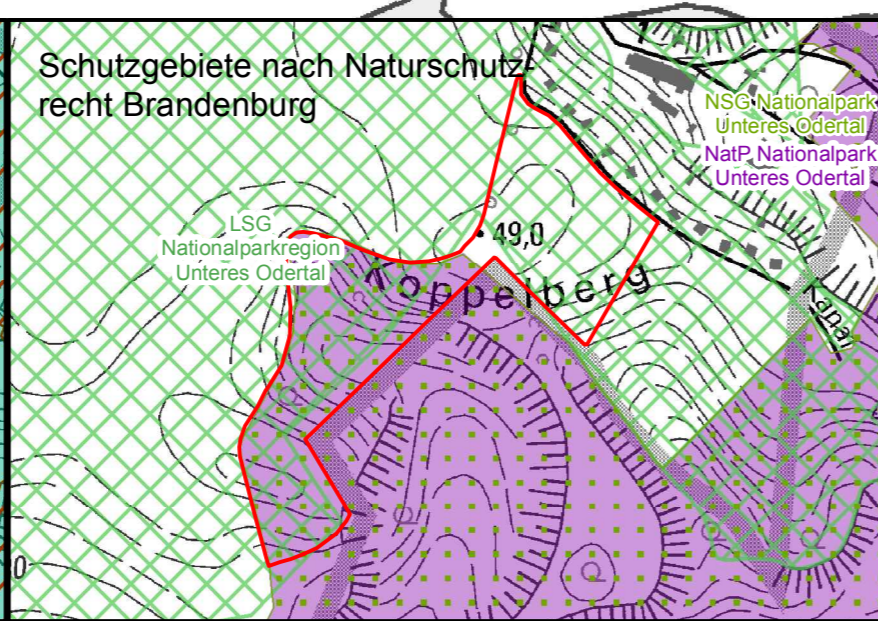 Schutzgebiete nach Naturschutz-
recht Brandenburg
NSG Nationalpark
Unteres Odertal
NatP Nationalpark
Unteres Odertal
LSG
Nationalparkregion
Unteres Odertal
49,0
Koppelberg
Kanal